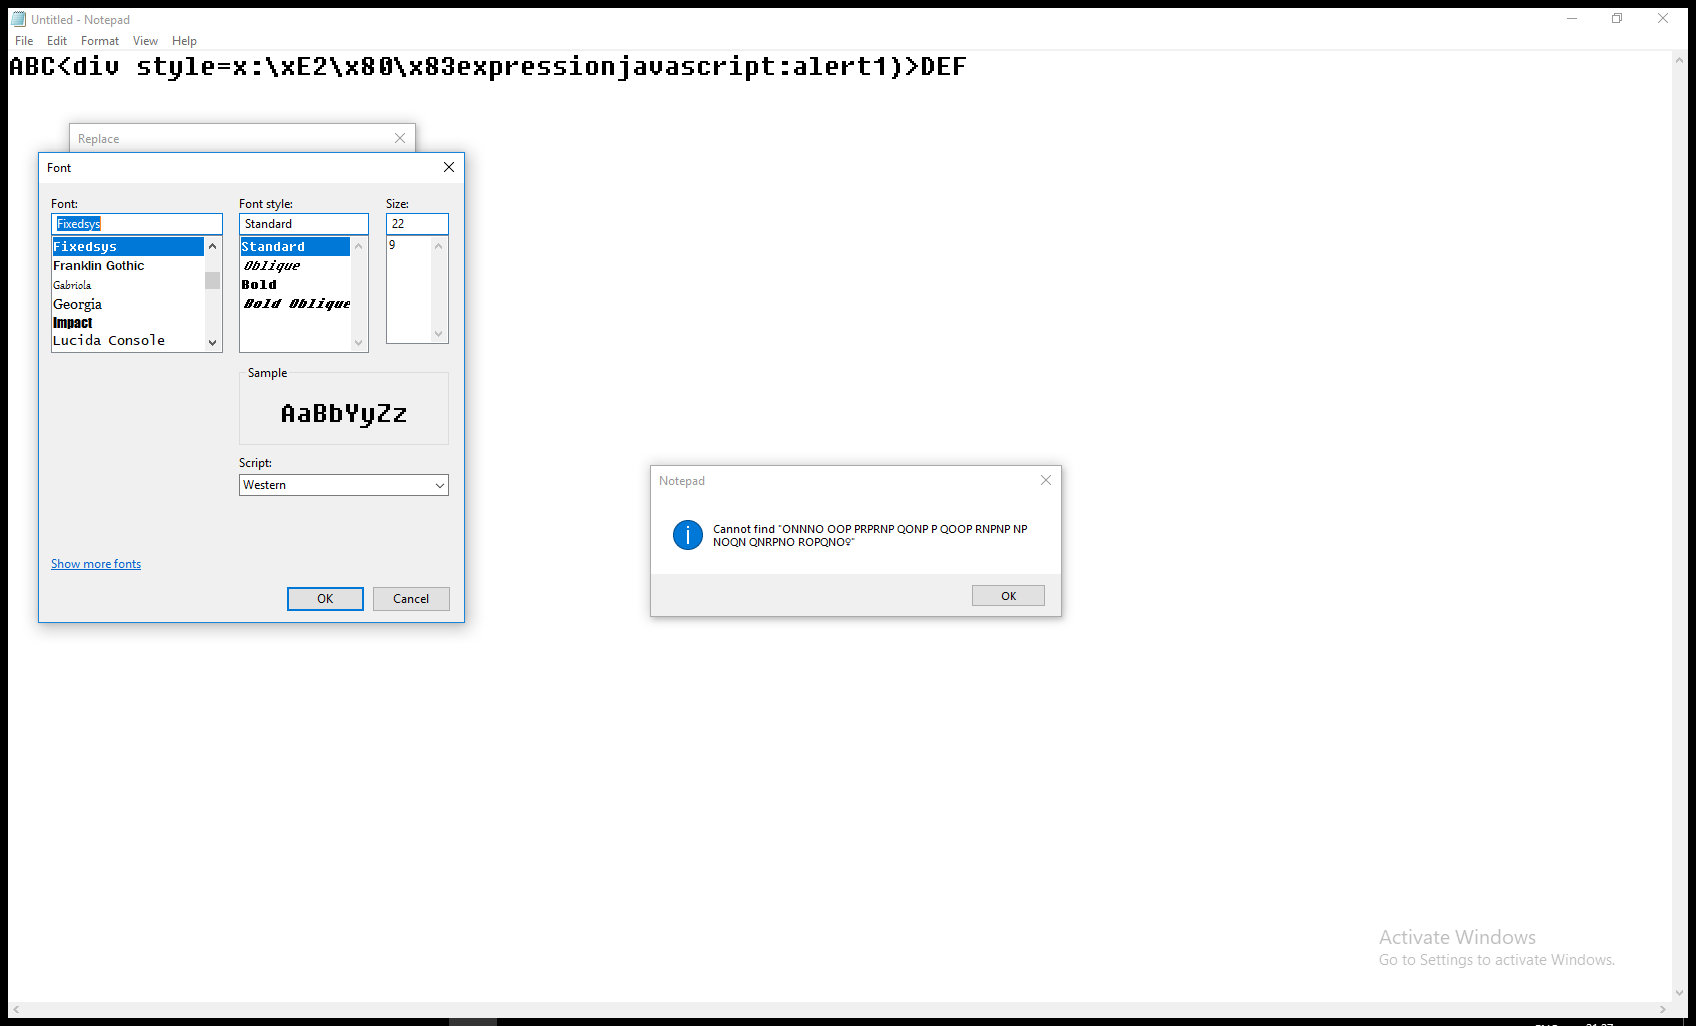 Untitled - Notepad
File Edit Format View Help
ABC<div style=x:\xE2\x80\x83expressionjavascript:alert1)>DEF
Replace
Font
Font:
Fixedsys
Fixedsys
Franklin Gothic
Gabriola
Georgia
Impact
Lucida Console
Font style:
Standard
Standard
Oblique
Bold
Bold Oblique
Size:
22
9
Sample
AaBbYyZz
Script:
Western
Show more fonts
OK
Cancel
Notepad
Cannot find "ONNNO OOP PRPRNP QONP P QOOP RNPNP NP
NOQN QNRPNO ROPQNO♀"
OK
Activate Windows
Go to Settings to activate Windows.